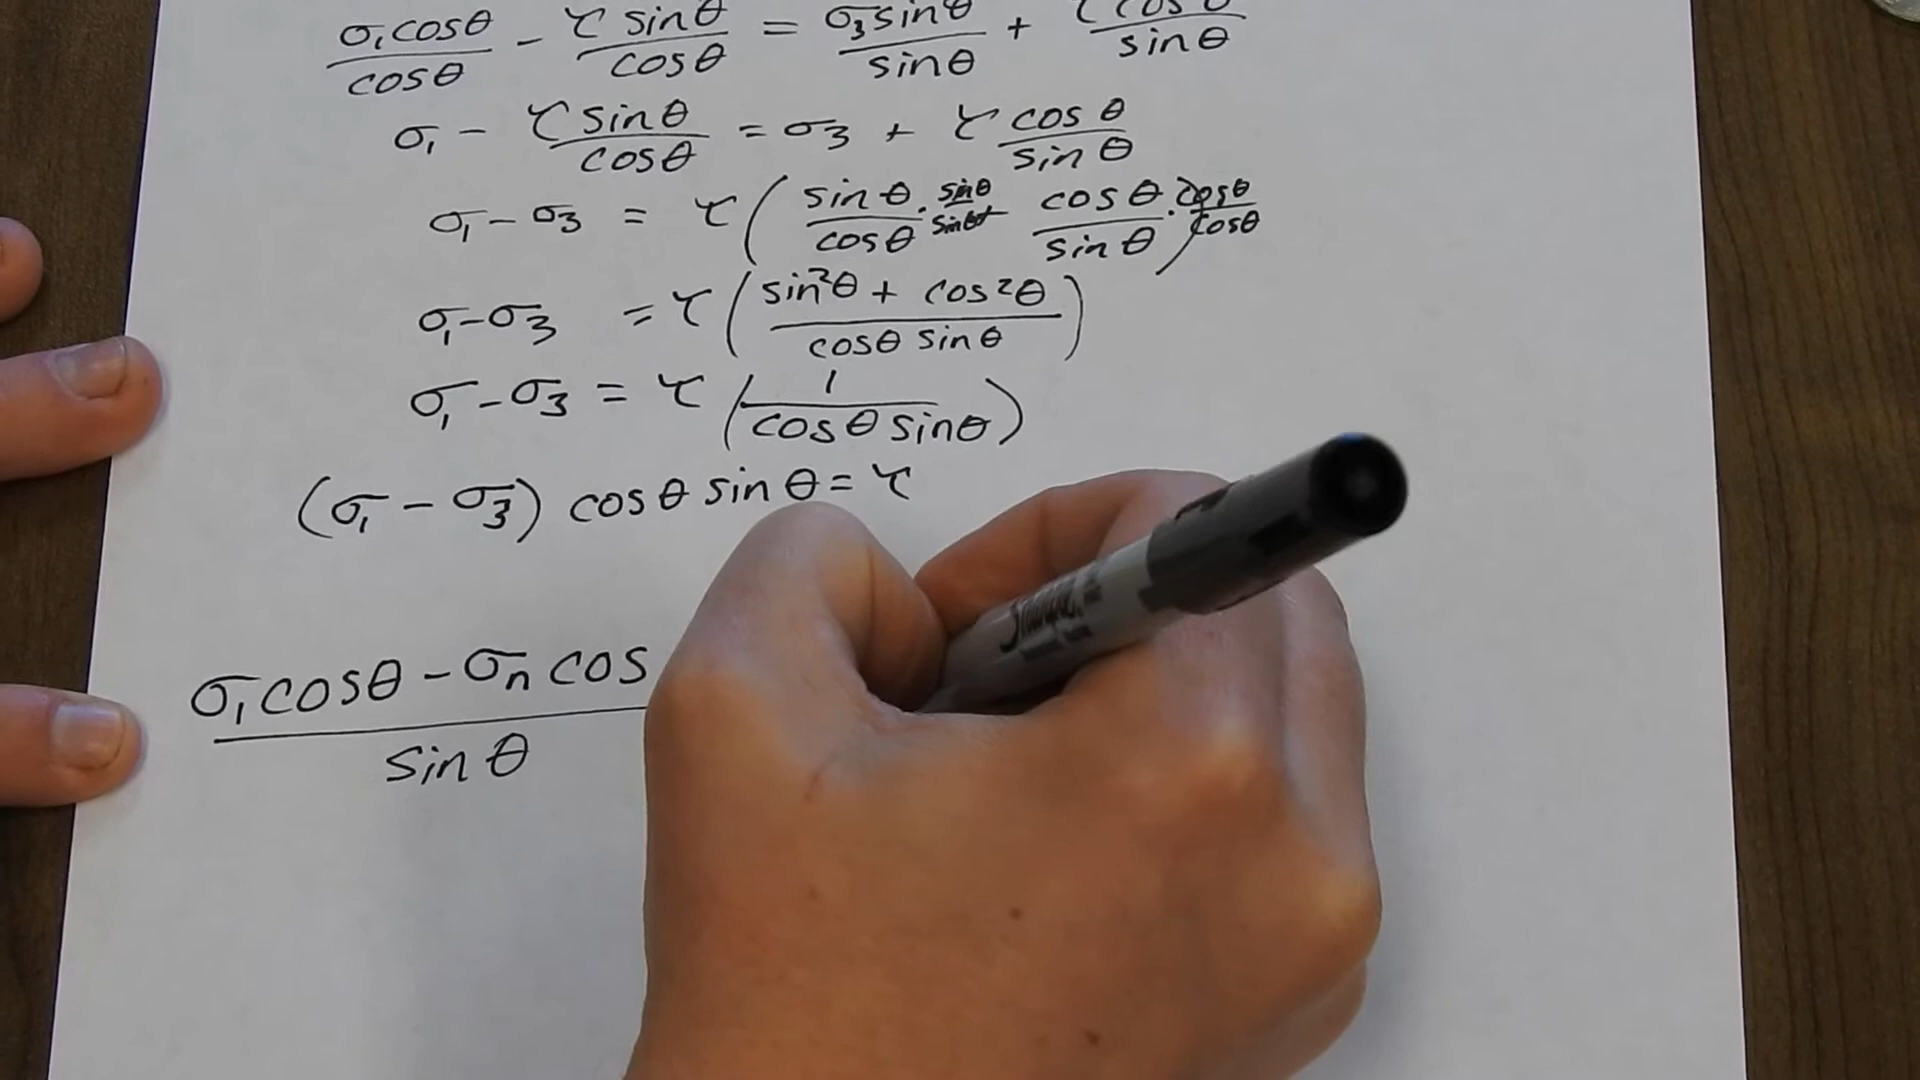 σ₁cosθ/cosθ - τ sinθ/cosθ = σ₃sinθ/sinθ + τ cosθ/sinθ
σ₁ - τ sinθ/cosθ = σ₃ + τ cosθ/sinθ
σ₁ - σ₃ = τ ( sinθ/cosθ · sinθ/sinθ + cosθ/sinθ · cosθ/cosθ )
σ₁ - σ₃ = τ ( (sin²θ + cos²θ)/(cosθ sinθ) )
σ₁ - σ₃ = τ ( 1/(cosθ sinθ) )
(σ₁ - σ₃) cosθ sinθ = τ
(σ₁cosθ - σn cos)/(sinθ)
Sharpie